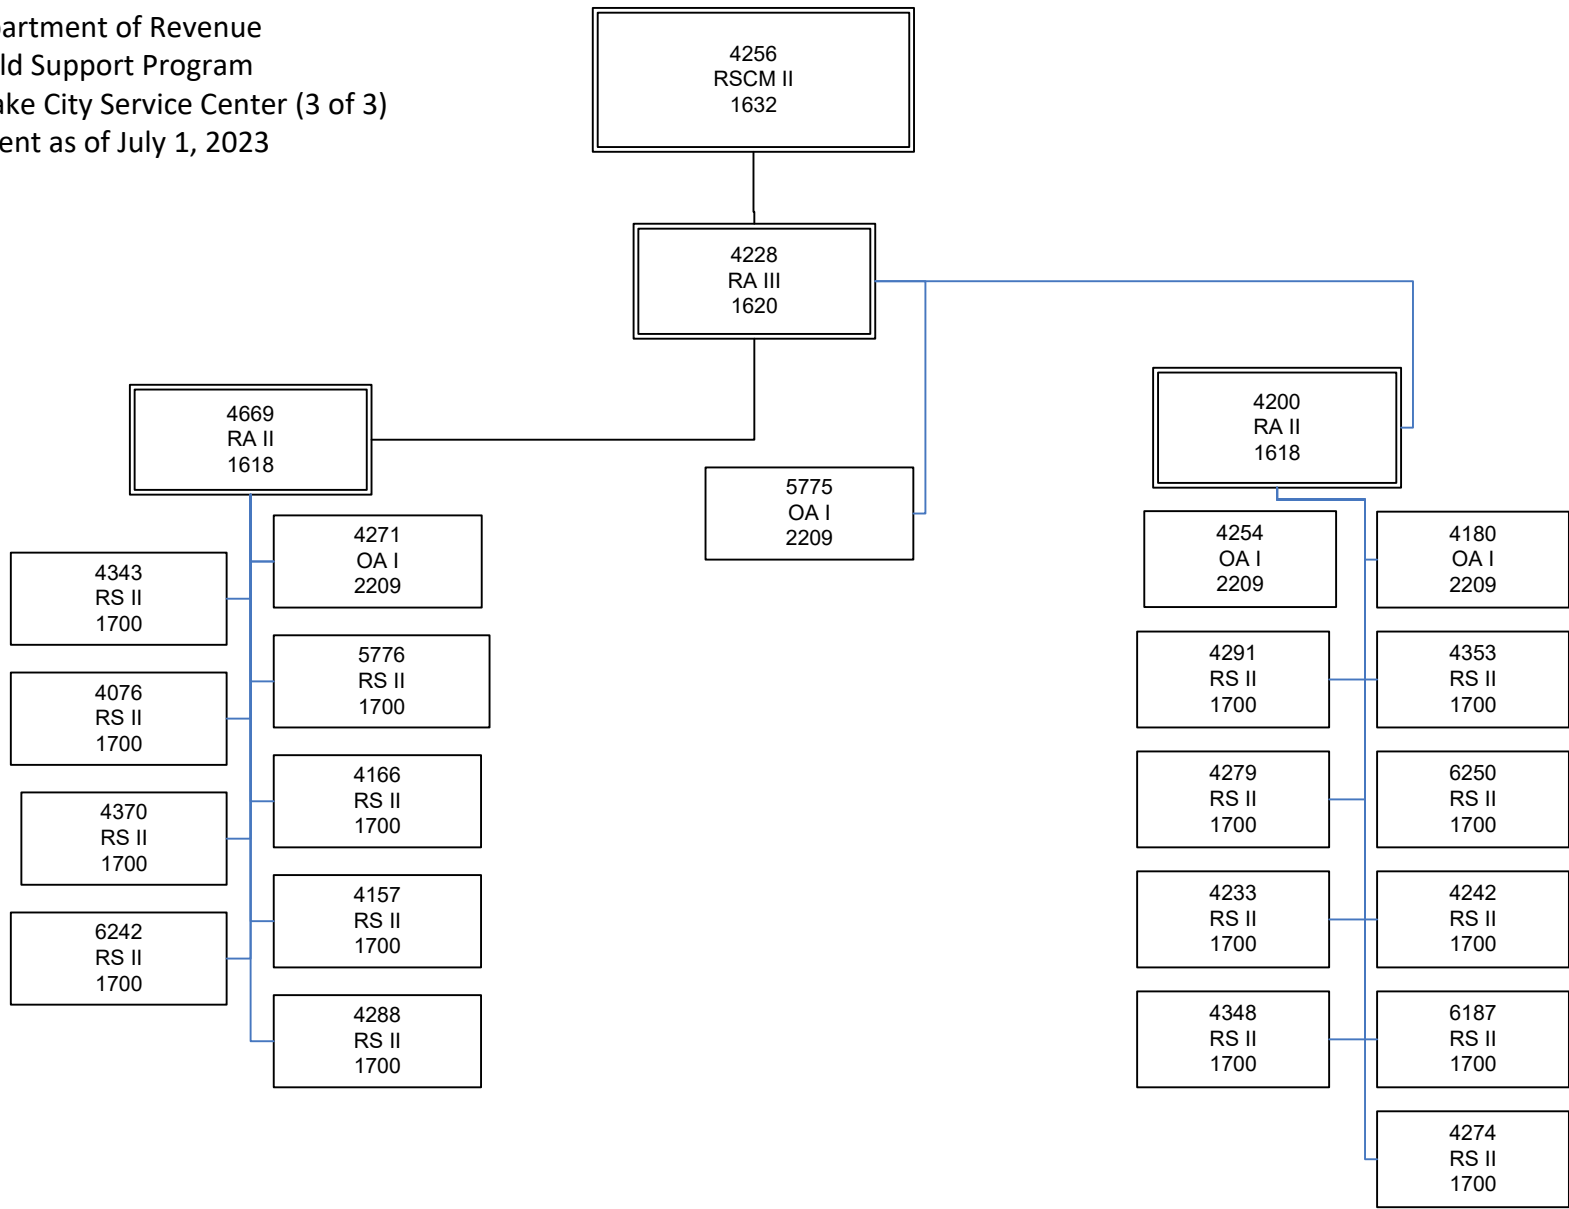 partment of Revenue
ld Support Program
ake City Service Center (3 of 3)
ent as of July 1, 2023
4256
RSCM II
1632
4228
RA III
1620
4669
RA II
1618
4200
RA II
1618
5775
OA I
2209
4271
OA I
2209
4343
RS II
1700
5776
RS II
1700
4076
RS II
1700
4166
RS II
1700
4370
RS II
1700
4157
RS II
1700
6242
RS II
1700
4288
RS II
1700
4254
OA I
2209
4180
OA I
2209
4291
RS II
1700
4353
RS II
1700
4279
RS II
1700
6250
RS II
1700
4233
RS II
1700
4242
RS II
1700
4348
RS II
1700
6187
RS II
1700
4274
RS II
1700